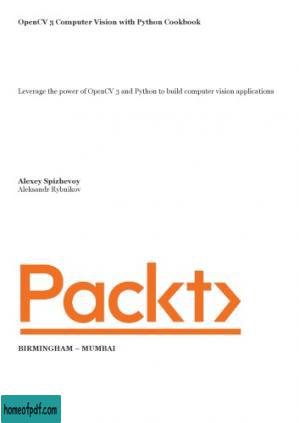 OpenCV 3 Computer Vision with Python Cookbook
Leverage the power of OpenCV 3 and Python to build computer vision applications
Alexey Spizhevoy
Aleksandr Rybnikov
Packt>
BIRMINGHAM – MUMBAI
homeofpdf.com